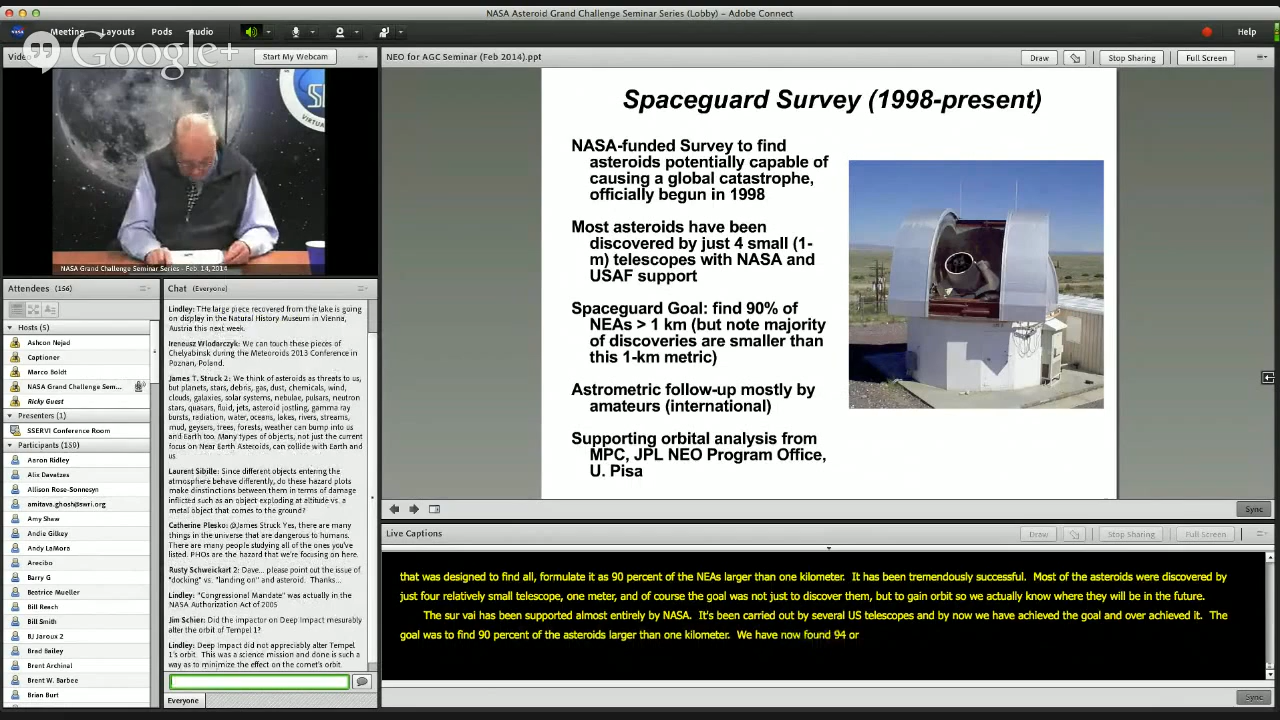 NASA Asteroid Grand Challenge Seminar Series (Lobby) - Adobe Connect
Meeting Layouts Pods Audio
Help
Google+
Start My Webcam
NASA Grand Challenge Seminar Series - Feb. 14, 2014
Attendees (156)
Hosts (5)
Ashcon Nejad
Captioner
Marco Boldt
NASA Grand Challenge Sem...
Ricky Guest
Presenters (1)
SSERVI Conference Room
Participants (150)
Aaron Ridley
Alix Davatzes
Allison Rose-Sonnesyn
amitava.ghosh@swri.org
Amy Shaw
Andie Gilkey
Andy LaMora
Arecibo
Barry G
Beatrice Mueller
Bill Reach
BJ Jaroux 2
Brad Bailey
Brent Archinal
Brent W. Barbee
Brian Burt
Chat (Everyone)
Lindley: THe large piece recovered from the lake is going
on display in the Natural History Museum in Vienna,
Austria this next week.
Ireneusz Wlodarczyk: We can touch these pieces of
Chelyabinsk during the Meteoroids 2013 Conference in
Poznan, Poland.
James T. Struck 2: We think of asteroids as threats to us,
but planets, stars, debris, gas, dust, chemicals, wind,
clouds, galaxies, solar systems, nebulae, pulsars, neutron
stars, quasars, fluid, jets, asteroid jostling, gamma ray
bursts, radiation, water, oceans, lakes, rivers, streams,
mud, geysers, trees, forests, weather can bump into us
and Earth too. Many types of objects, not just the current
focus on Near Earth Asteroids, can collide with Earth and
us.
Laurent Sibille: Since different objects entering the
atmosphere behave differently, do these hazard plots
make dinstinctions between them in terms of damage
inflicted such as an object exploding at altitude vs. a
metal object that comes to the ground?
Catherine Plesko: @James Struck Yes, there are many
things in the universe that are dangerous to humans.
There are many people studying all of the ones you've
listed. PHOs are the hazard that we're focusing on here.
Rusty Schweickart 2: Dave... please point out the issue of
"docking" vs. "landing on" and asteroid. Thanks...
Lindley: "Congressional Mandate" was actually in the
NASA Authorization Act of 2005
Jim Schier: Did the impactor on Deep Impact mesurably
alter the orbit of Tempel 1?
Lindley: Deep Impact did not appreciably alter Tempel
1's orbit. This was a science mission and done is such a
way as to minimize the effect on the comet's orbit.
Everyone
NEO for AGC Seminar (Feb 2014).ppt
Draw
Stop Sharing
Full Screen
Spaceguard Survey (1998-present)
NASA-funded Survey to find
asteroids potentially capable of
causing a global catastrophe,
officially begun in 1998
Most asteroids have been
discovered by just 4 small (1-
m) telescopes with NASA and
USAF support
Spaceguard Goal: find 90% of
NEAs > 1 km (but note majority
of discoveries are smaller than
this 1-km metric)
Astrometric follow-up mostly by
amateurs (international)
Supporting orbital analysis from
MPC, JPL NEO Program Office,
U. Pisa
Sync
Live Captions
Draw
Stop Sharing
Full Screen
that was designed to find all, formulate it as 90 percent of the NEAs larger than one kilometer. It has been tremendously successful. Most of the asteroids were discovered by
just four relatively small telescope, one meter, and of course the goal was not just to discover them, but to gain orbit so we actually know where they will be in the future.
The sur vai has been supported almost entirely by NASA. It's been carried out by several US telescopes and by now we have achieved the goal and over achieved it. The
goal was to find 90 percent of the asteroids larger than one kilometer. We have now found 94 or
Sync